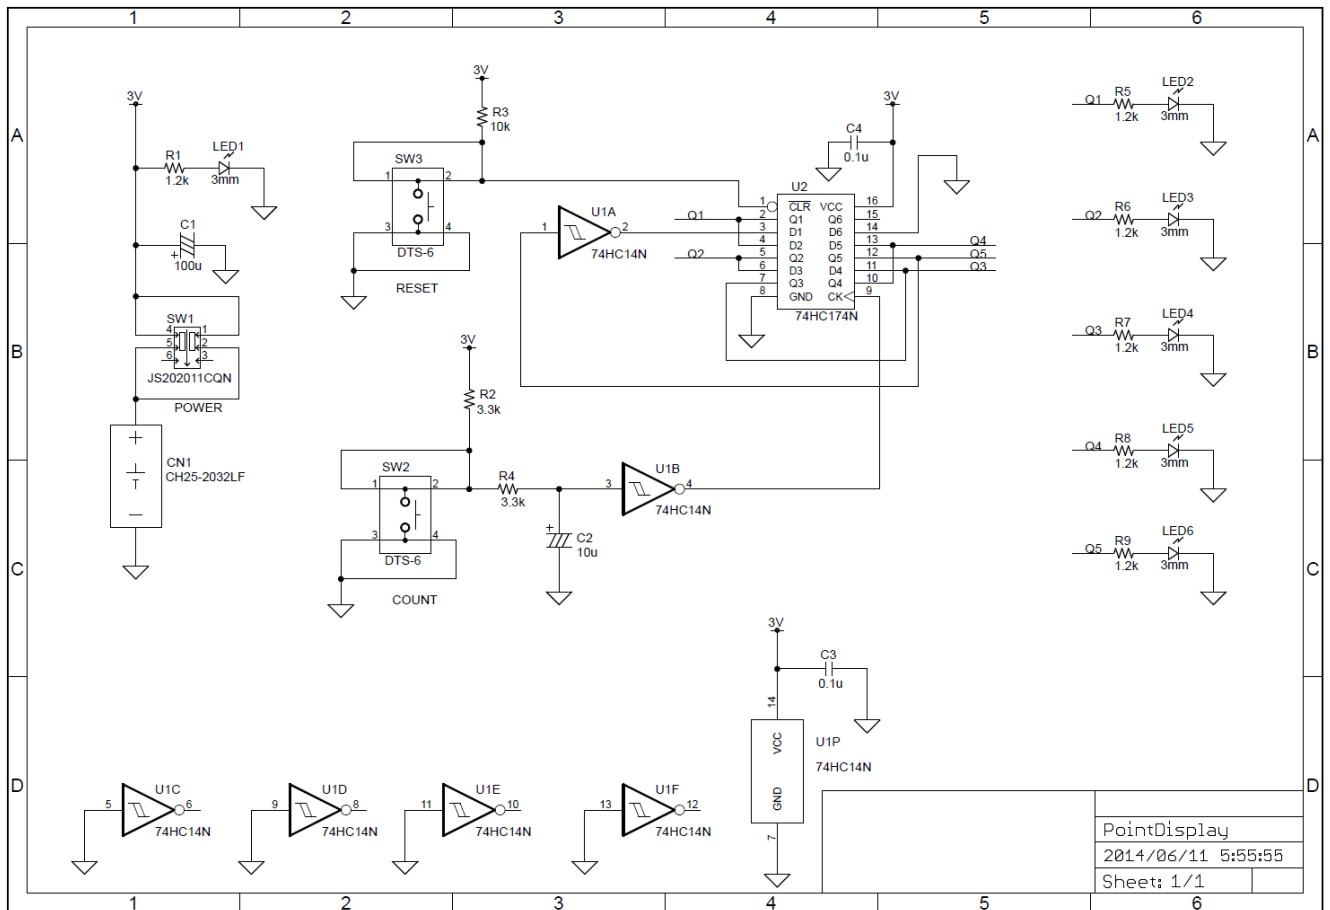 1 2 3 4 5 6
A A
B B
C C
D D
1 2 3 4 5 6
3V
R1
1.2k
LED1
3mm
C1
+
100u
SW1
4 1
5 2
6 3
JS202011CQN
POWER
CN1
CH25-2032LF
3V
R3
10k
SW3
1 2
3 4
DTS-6
RESET
3V
R2
3.3k
SW2
1 2
3 4
DTS-6
COUNT
R4
3.3k
+
C2
10u
U1A
1 2
74HC14N
U1B
3 4
74HC14N
3V
C4
0.1u
U2
1 CLR VCC 16
Q1 2 Q1 Q6 15
3 D1 D6 14
4 D2 D5 13 Q4
Q2 5 Q2 Q5 12 Q5
6 D3 D4 11 Q3
7 Q3 Q4 10
8 GND CK 9
74HC174N
Q1 R5
1.2k
LED2
3mm
Q2 R6
1.2k
LED3
3mm
Q3 R7
1.2k
LED4
3mm
Q4 R8
1.2k
LED5
3mm
Q5 R9
1.2k
LED6
3mm
3V
C3
0.1u
14
VCC
GND
7
U1P
74HC14N
U1C
5 6
74HC14N
U1D
9 8
74HC14N
U1E
11 10
74HC14N
U1F
13 12
74HC14N
PointDisplay
2014/06/11 5:55:55
Sheet: 1/1